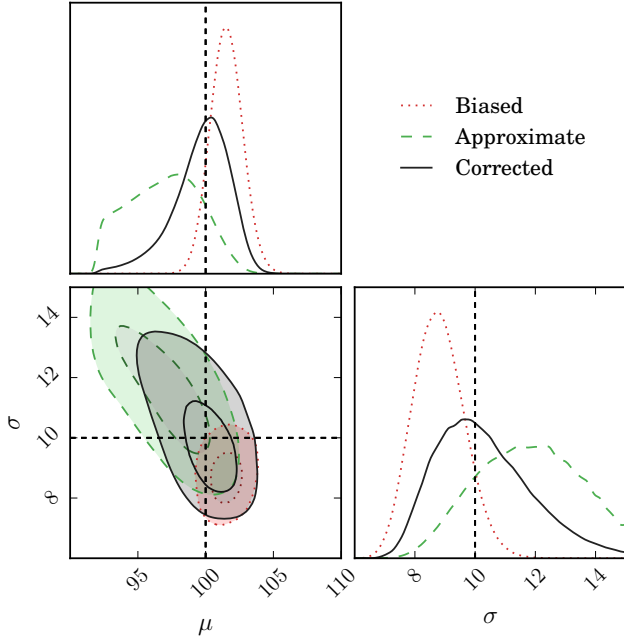 Biased
Approximate
Corrected
14
12
10
8
σ
95
100
105
110
μ
8
10
12
14
σ